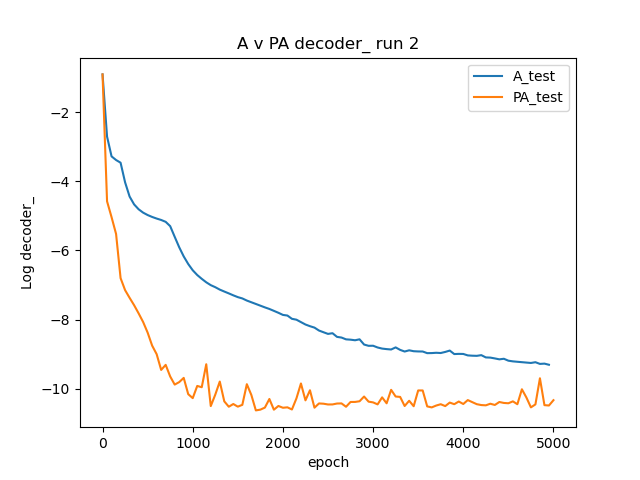 A v PA decoder_ run 2
A_test
PA_test
Log decoder_
−2
−4
−6
−8
−10
0
1000
2000
3000
4000
5000
epoch